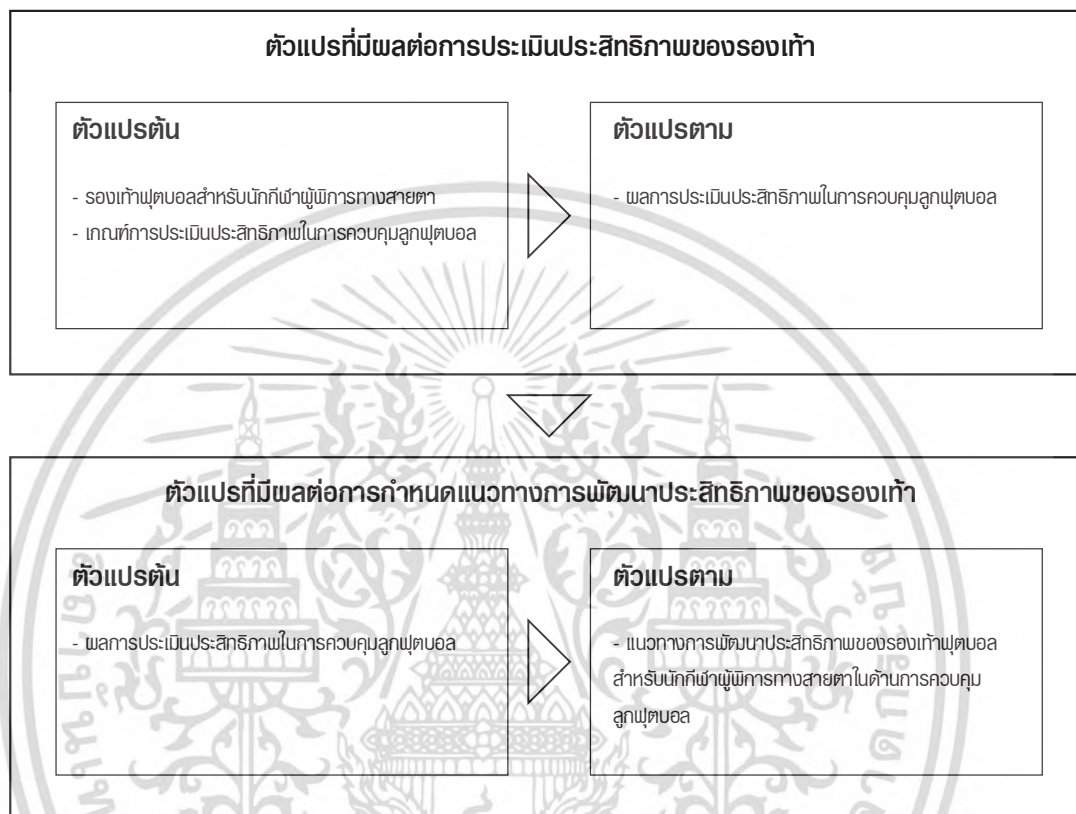 ตัวแปรที่มีผลต่อการประเมินประสิทธิภาพของรองเท้า
ตัวแปรต้น
- รองเท้าฟุตบอลสำหรับนักกีฬาผู้พิการทางสายตา
- เกณฑ์การประเมินประสิทธิภาพในการควบคุมลูกฟุตบอล
ตัวแปรตาม
- ผลการประเมินประสิทธิภาพในการควบคุมลูกฟุตบอล
ตัวแปรที่มีผลต่อการกำหนดแนวทางการพัฒนาประสิทธิภาพของรองเท้า
ตัวแปรต้น
- ผลการประเมินประสิทธิภาพในการควบคุมลูกฟุตบอล
ตัวแปรตาม
- แนวทางการพัฒนาประสิทธิภาพของรองเท้าฟุตบอล
สำหรับนักกีฬาผู้พิการทางสายตาในด้านการควบคุม
ลูกฟุตบอล